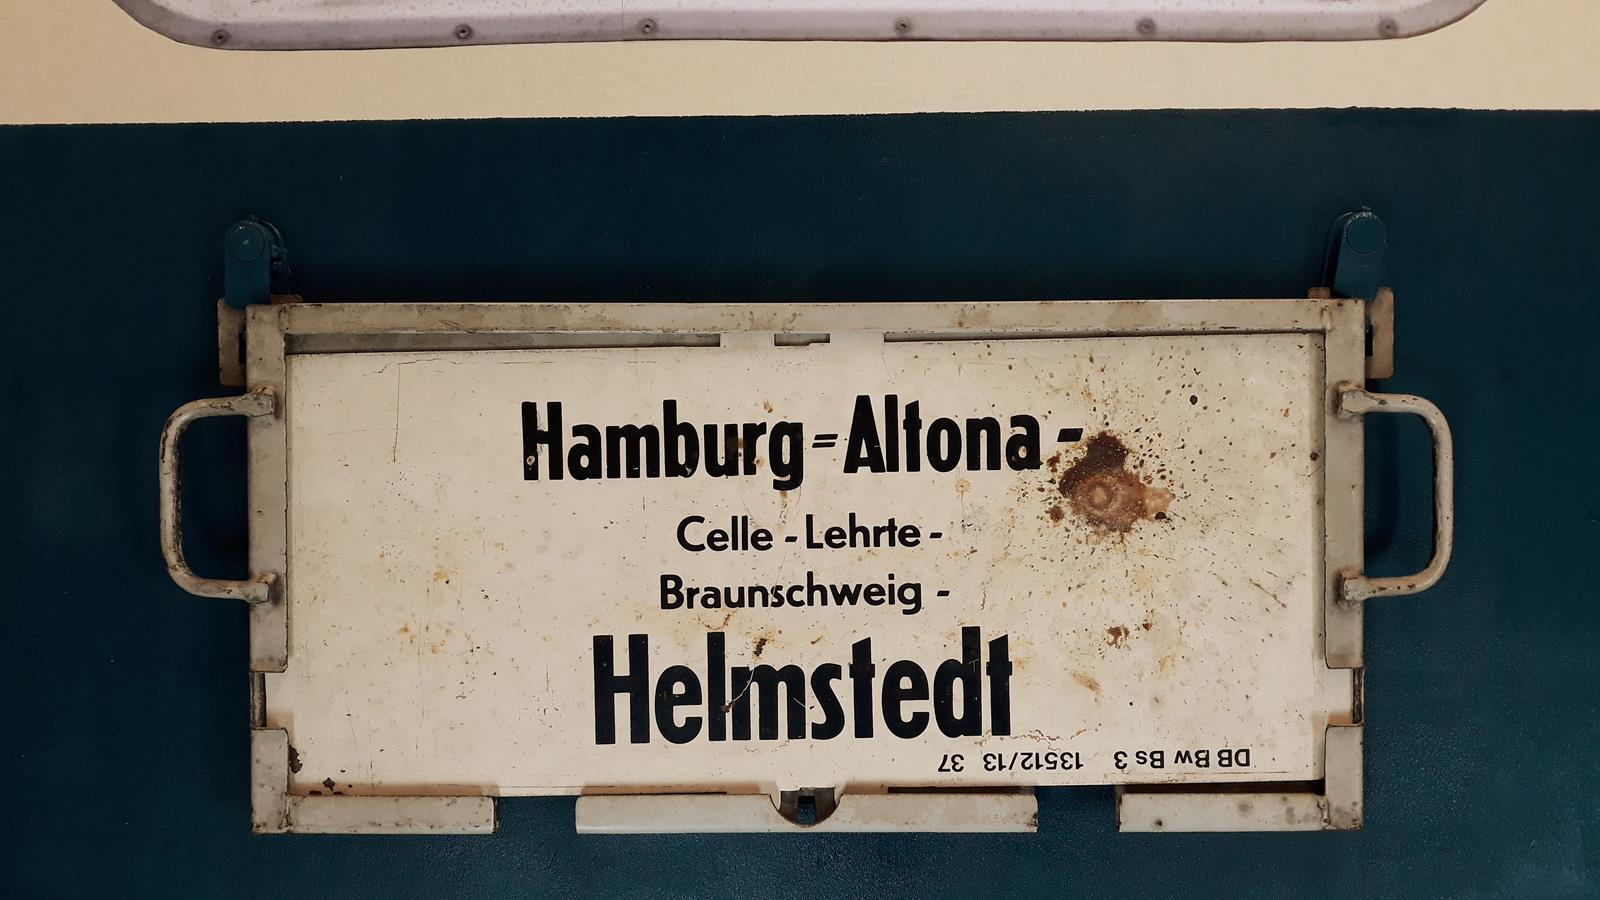 Hamburg=Altona-
Celle-Lehrte-
Braunschweig-
Helmstedt
DB Bw Bs 3 13512/13 37